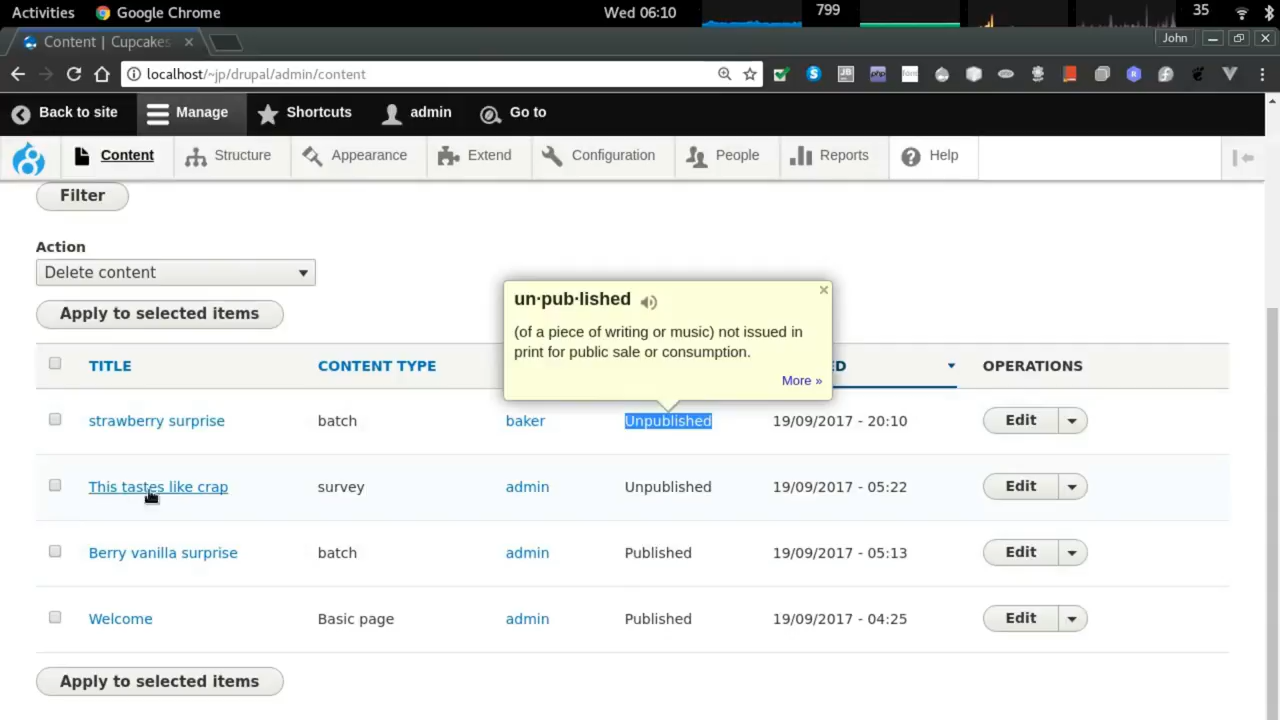 Activities Google Chrome Wed 06:10 799 35
Content | Cupcakes John
localhost/~jp/drupal/admin/content
Back to site Manage Shortcuts admin Go to
Content Structure Appearance Extend Configuration People Reports Help
Filter
Action
Delete content
Apply to selected items
un·pub·lished
(of a piece of writing or music) not issued in
print for public sale or consumption.
More »
TITLE CONTENT TYPE OPERATIONS
strawberry surprise batch baker Unpublished 19/09/2017 - 20:10 Edit
This tastes like crap survey admin Unpublished 19/09/2017 - 05:22 Edit
Berry vanilla surprise batch admin Published 19/09/2017 - 05:13 Edit
Welcome Basic page admin Published 19/09/2017 - 04:25 Edit
Apply to selected items